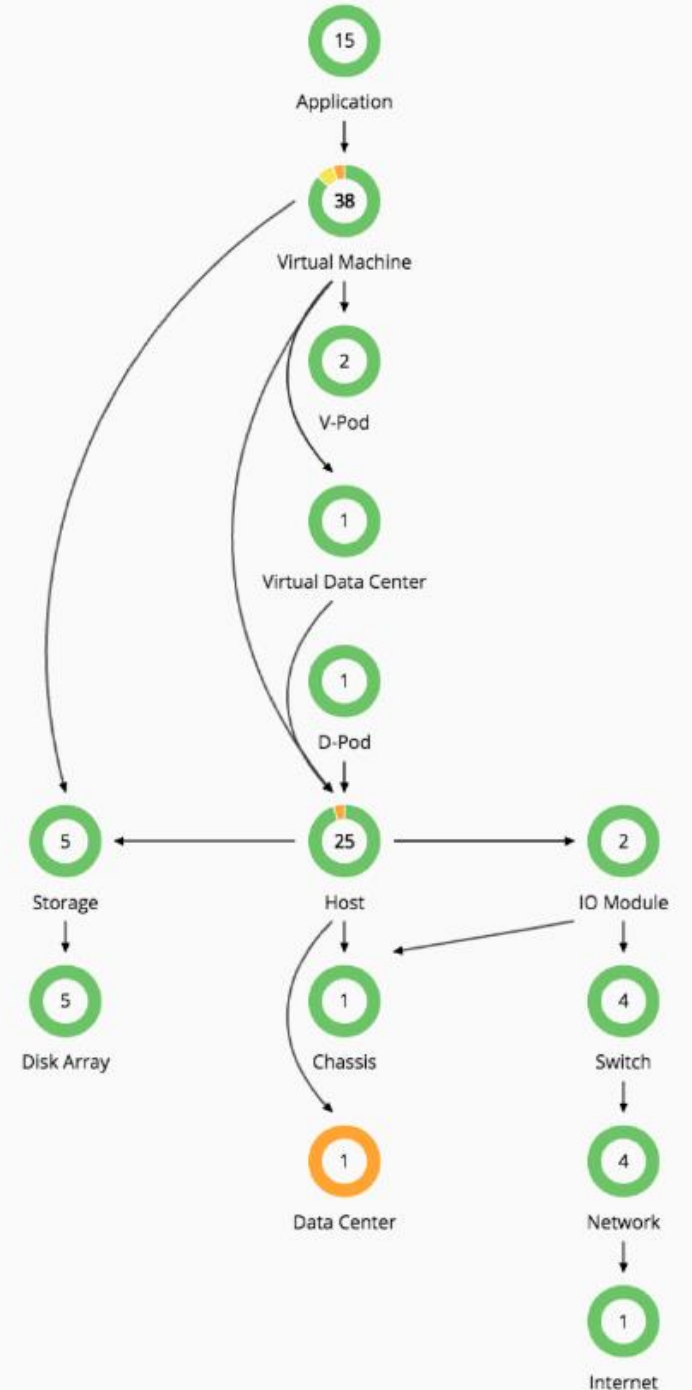 15
Application
38
Virtual Machine
2
V-Pod
1
Virtual Data Center
1
D-Pod
5
Storage
25
Host
2
IO Module
5
Disk Array
1
Chassis
4
Switch
1
Data Center
4
Network
1
Internet